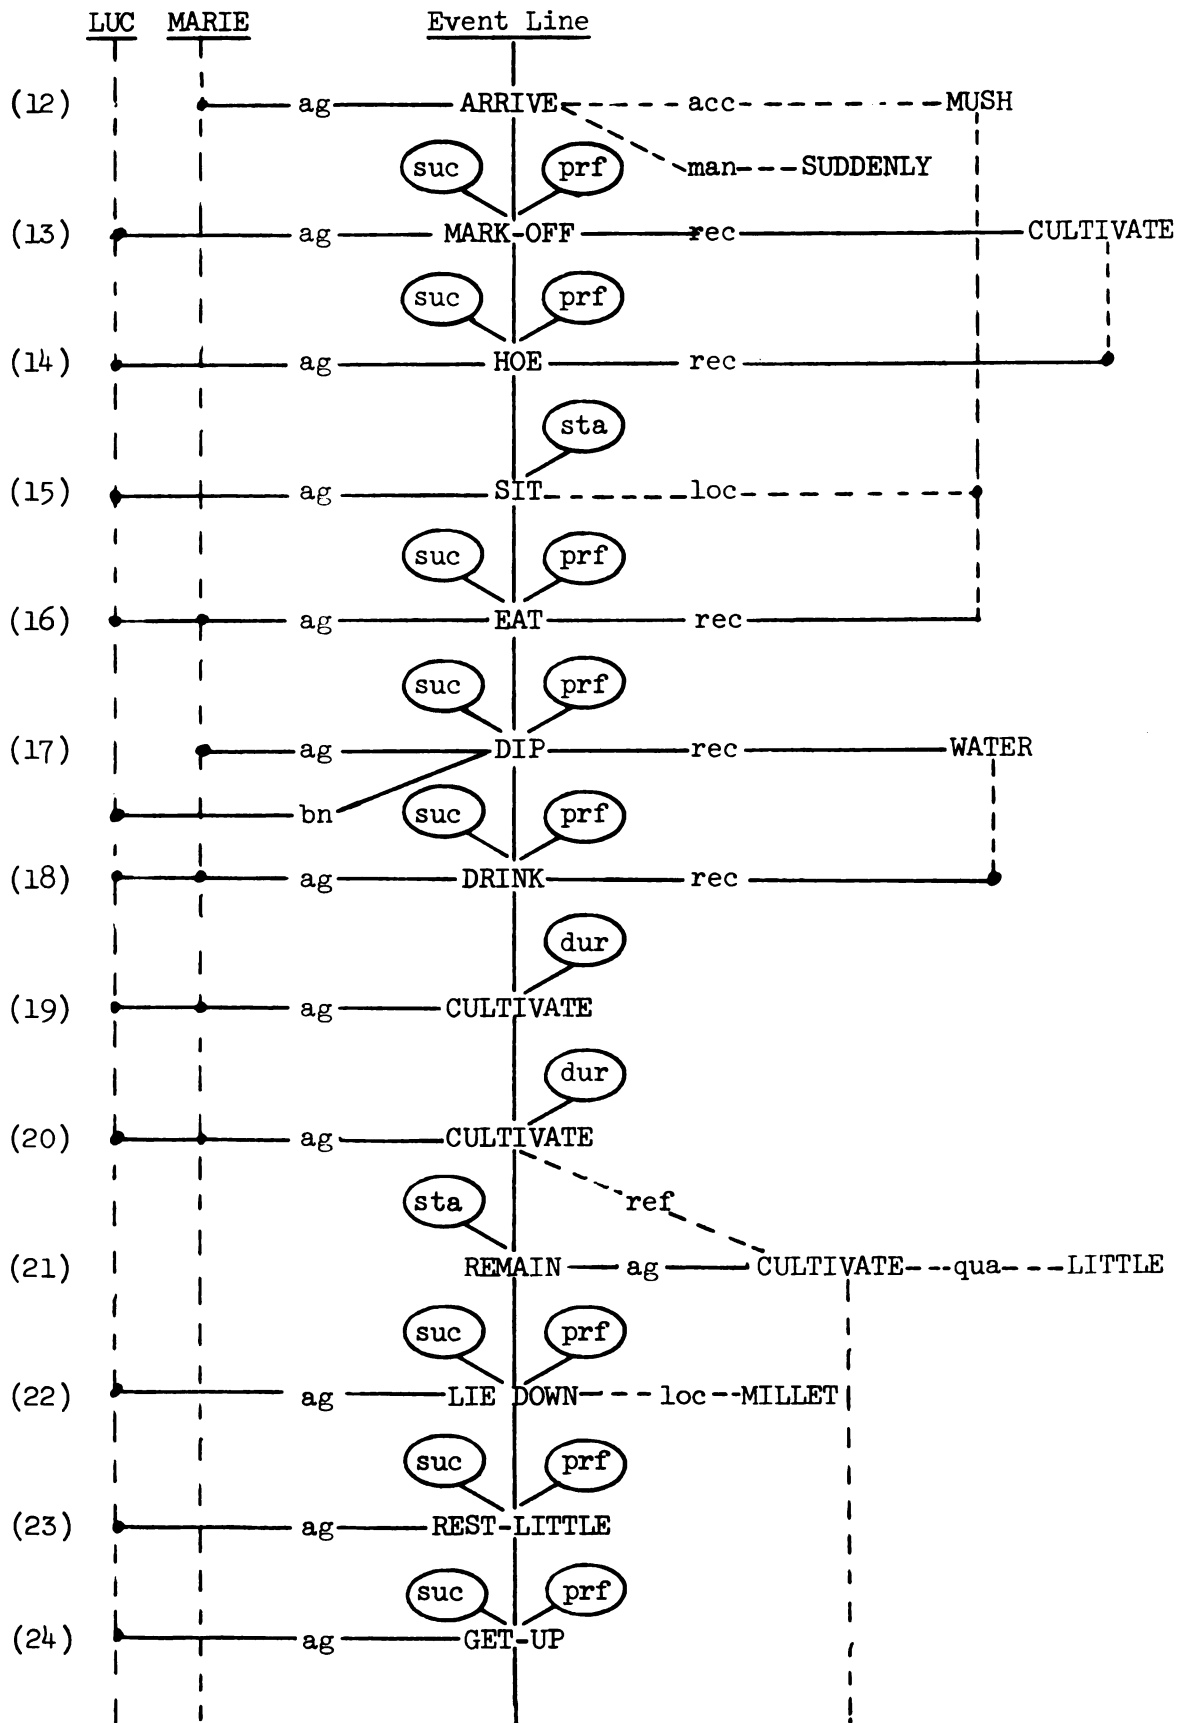 LUC MARIE Event Line
(12) ag ARRIVE acc MUSH
man SUDDENLY
suc prf
(13) ag MARK-OFF rec CULTIVATE
suc prf
(14) ag HOE rec
sta
(15) ag SIT loc
suc prf
(16) ag EAT rec
suc prf
(17) ag DIP rec WATER
bn suc prf
(18) ag DRINK rec
dur
(19) ag CULTIVATE
dur
(20) ag CULTIVATE
sta ref
(21) REMAIN ag CULTIVATE qua LITTLE
suc prf
(22) ag LIE DOWN loc MILLET
suc prf
(23) ag REST-LITTLE
suc prf
(24) ag GET-UP